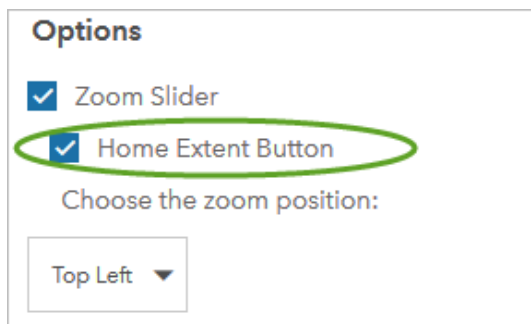 Options
Zoom Slider
Home Extent Button
Choose the zoom position:
Top Left